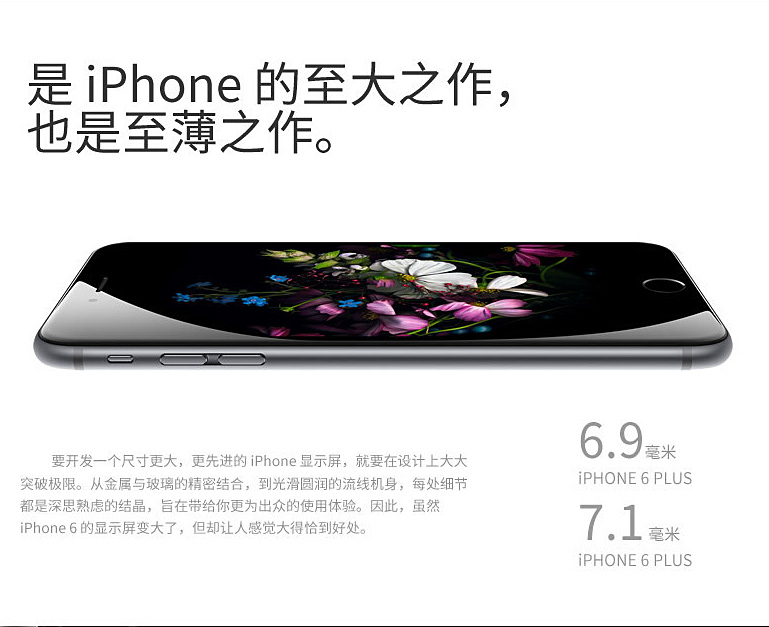 是 iPhone 的至大之作，
也是至薄之作。
要开发一个尺寸更大，更先进的 iPhone 显示屏，就要在设计上大大
突破极限。从金属与玻璃的精密结合，到光滑圆润的流线机身，每处细节
都是深思熟虑的结晶，旨在带给你更为出众的使用体验。因此，虽然
iPhone 6 的显示屏变大了，但却让人感觉大得恰到好处。
6.9毫米
iPHONE 6 PLUS
7.1 毫米
iPHONE 6 PLUS